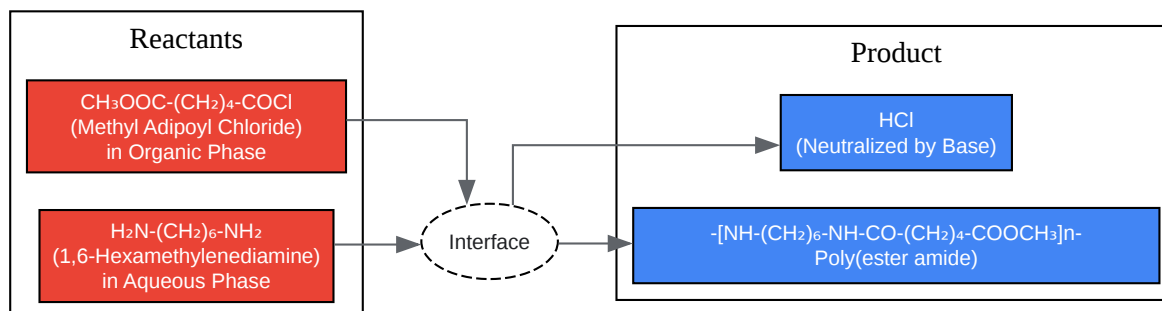 Reactants
CH₃OOC-(CH₂)₄-COCl
(Methyl Adipoyl Chloride)
in Organic Phase
H₂N-(CH₂)₆-NH₂
(1,6-Hexamethylenediamine)
in Aqueous Phase
Interface
Product
HCl
(Neutralized by Base)
-[NH-(CH₂)₆-NH-CO-(CH₂)₄-COOCH₃]n-
Poly(ester amide)